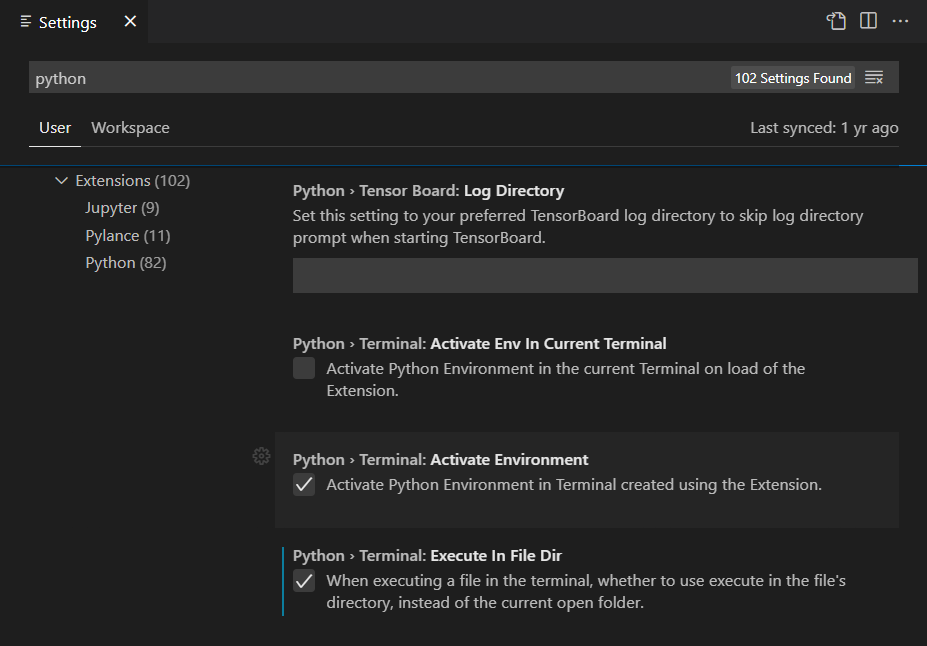 Settings
python
102 Settings Found
User Workspace
Last synced: 1 yr ago
Extensions (102)
Jupyter (9)
Pylance (11)
Python (82)
Python › Tensor Board: Log Directory
Set this setting to your preferred TensorBoard log directory to skip log directory
prompt when starting TensorBoard.
Python › Terminal: Activate Env In Current Terminal
Activate Python Environment in the current Terminal on load of the
Extension.
Python › Terminal: Activate Environment
Activate Python Environment in Terminal created using the Extension.
Python › Terminal: Execute In File Dir
When executing a file in the terminal, whether to use execute in the file's
directory, instead of the current open folder.